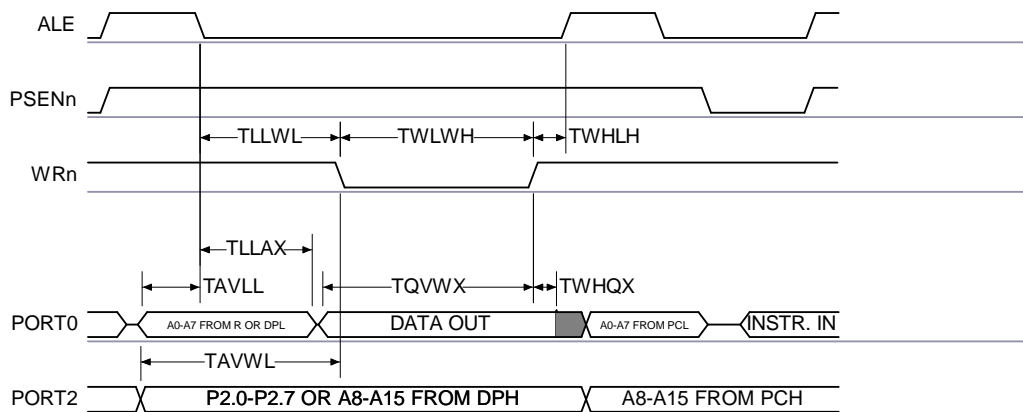 ALE
PSENn
TLLWL TWLWH TWHLH
WRn
TLLAX
TAVLL TQVWX TWHQX
PORT0 A0-A7 FROM R OR DPL DATA OUT A0-A7 FROM PCL INSTR. IN
TAVWL
PORT2 P2.0-P2.7 OR A8-A15 FROM DPH A8-A15 FROM PCH